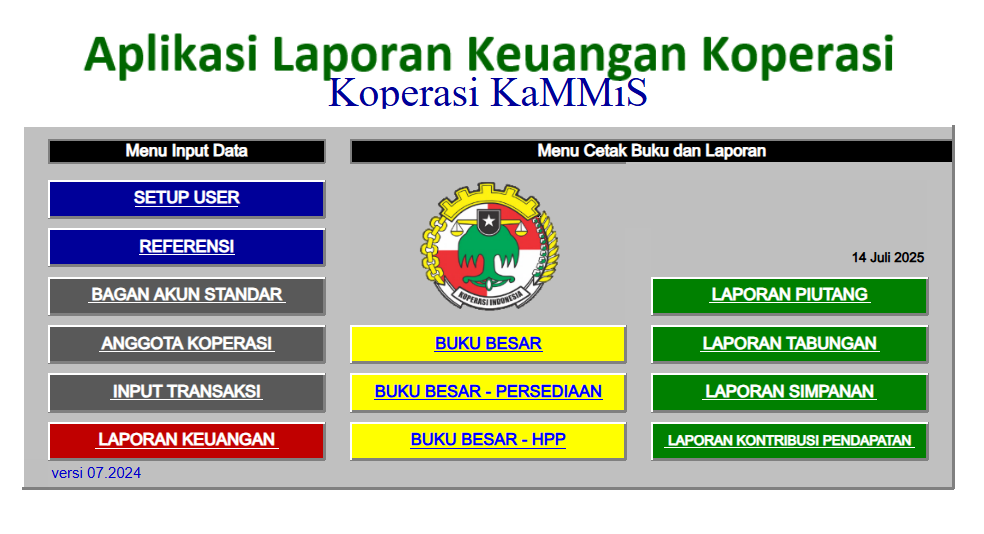 Aplikasi Laporan Keuangan Koperasi
Koperasi KaMMiS
Menu Input Data
Menu Cetak Buku dan Laporan
SETUP USER
REFERENSI
BAGAN AKUN STANDAR
ANGGOTA KOPERASI
INPUT TRANSAKSI
LAPORAN KEUANGAN
versi 07.2024
KOPERASI INDONESIA
BUKU BESAR
BUKU BESAR - PERSEDIAAN
BUKU BESAR - HPP
14 Juli 2025
LAPORAN PIUTANG
LAPORAN TABUNGAN
LAPORAN SIMPANAN
LAPORAN KONTRIBUSI PENDAPATAN